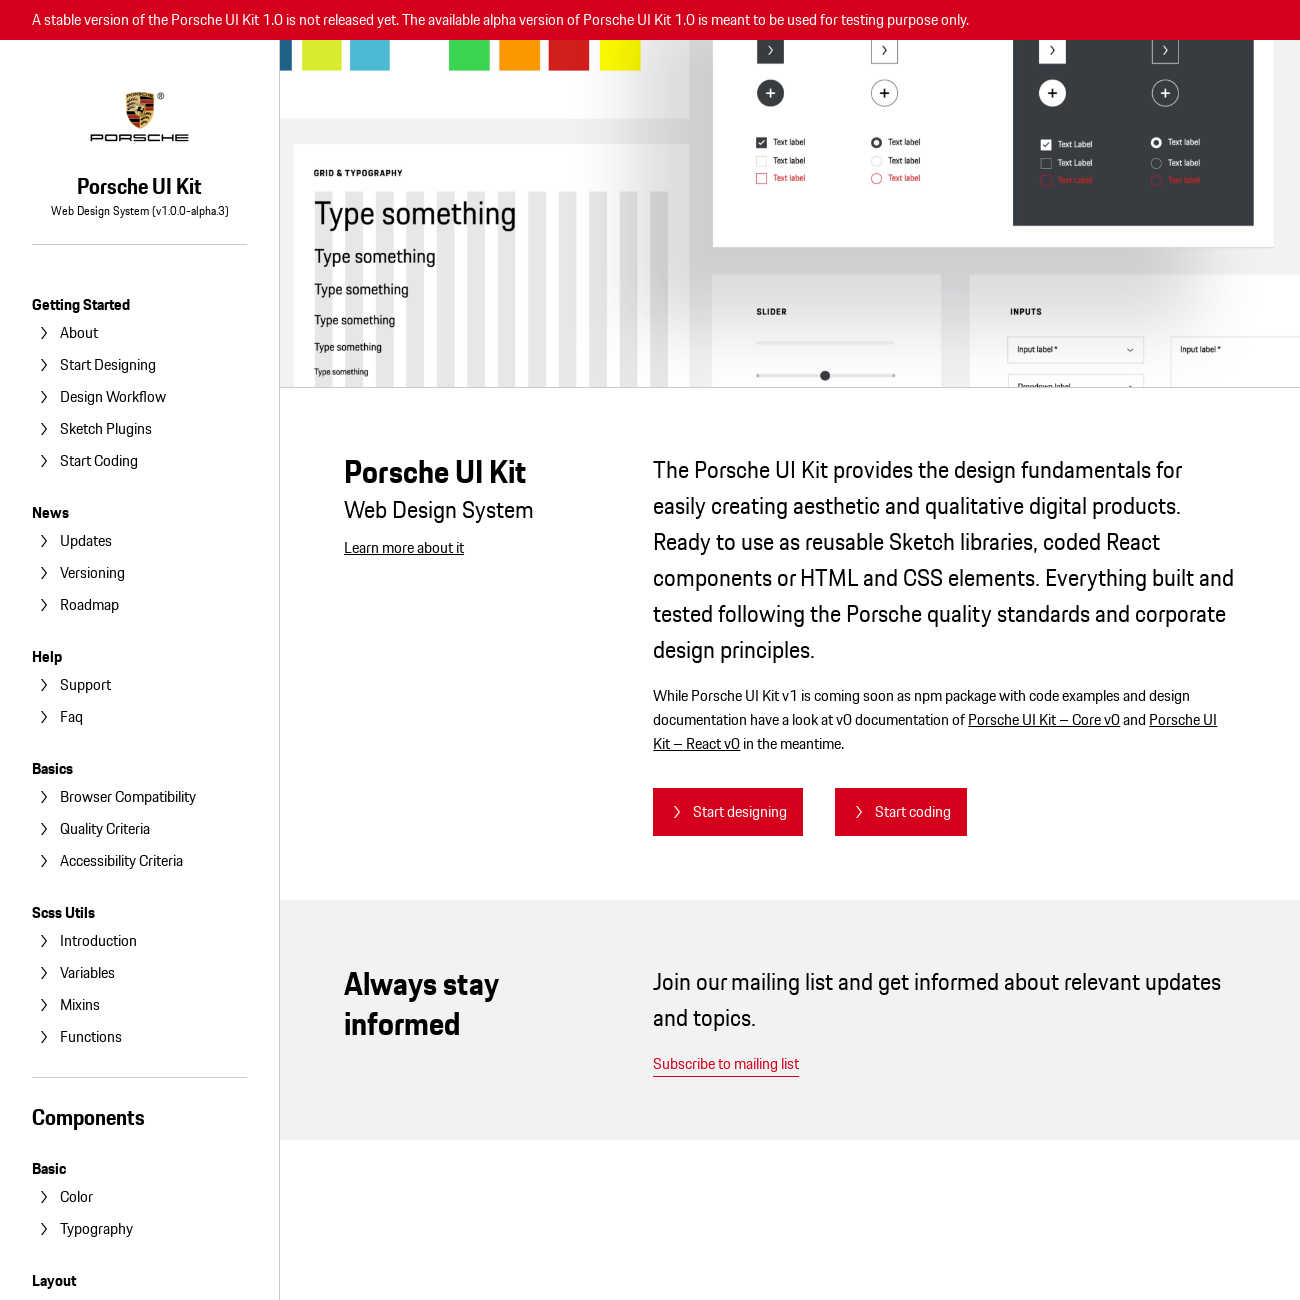 A stable version of the Porsche UI Kit 1.0 is not released yet. The available alpha version of Porsche UI Kit 1.0 is meant to be used for testing purpose only.
PORSCHE
®
Porsche UI Kit
Web Design System (v1.0.0-alpha.3)
Getting Started
About
Start Designing
Design Workflow
Sketch Plugins
Start Coding
News
Updates
Versioning
Roadmap
Help
Support
Faq
Basics
Browser Compatibility
Quality Criteria
Accessibility Criteria
Scss Utils
Introduction
Variables
Mixins
Functions
Components
Basic
Color
Typography
Layout
GRID & TYPOGRAPHY
Type something
Type something
Type something
Type something
Type something
Type something
Text label
Text label
Text label
Text label
Text label
Text label
Text Label
Text Label
Text Label
Text Label
Text Label
Text Label
SLIDER
INPUTS
Input label *
Input label *
Dropdown label
Porsche UI Kit
Web Design System
Learn more about it
The Porsche UI Kit provides the design fundamentals for
easily creating aesthetic and qualitative digital products.
Ready to use as reusable Sketch libraries, coded React
components or HTML and CSS elements. Everything built and
tested following the Porsche quality standards and corporate
design principles.
While Porsche UI Kit v1 is coming soon as npm package with code examples and design
documentation have a look at v0 documentation of Porsche UI Kit – Core v0 and Porsche UI
Kit – React v0 in the meantime.
Start designing
Start coding
Always stay
informed
Join our mailing list and get informed about relevant updates
and topics.
Subscribe to mailing list